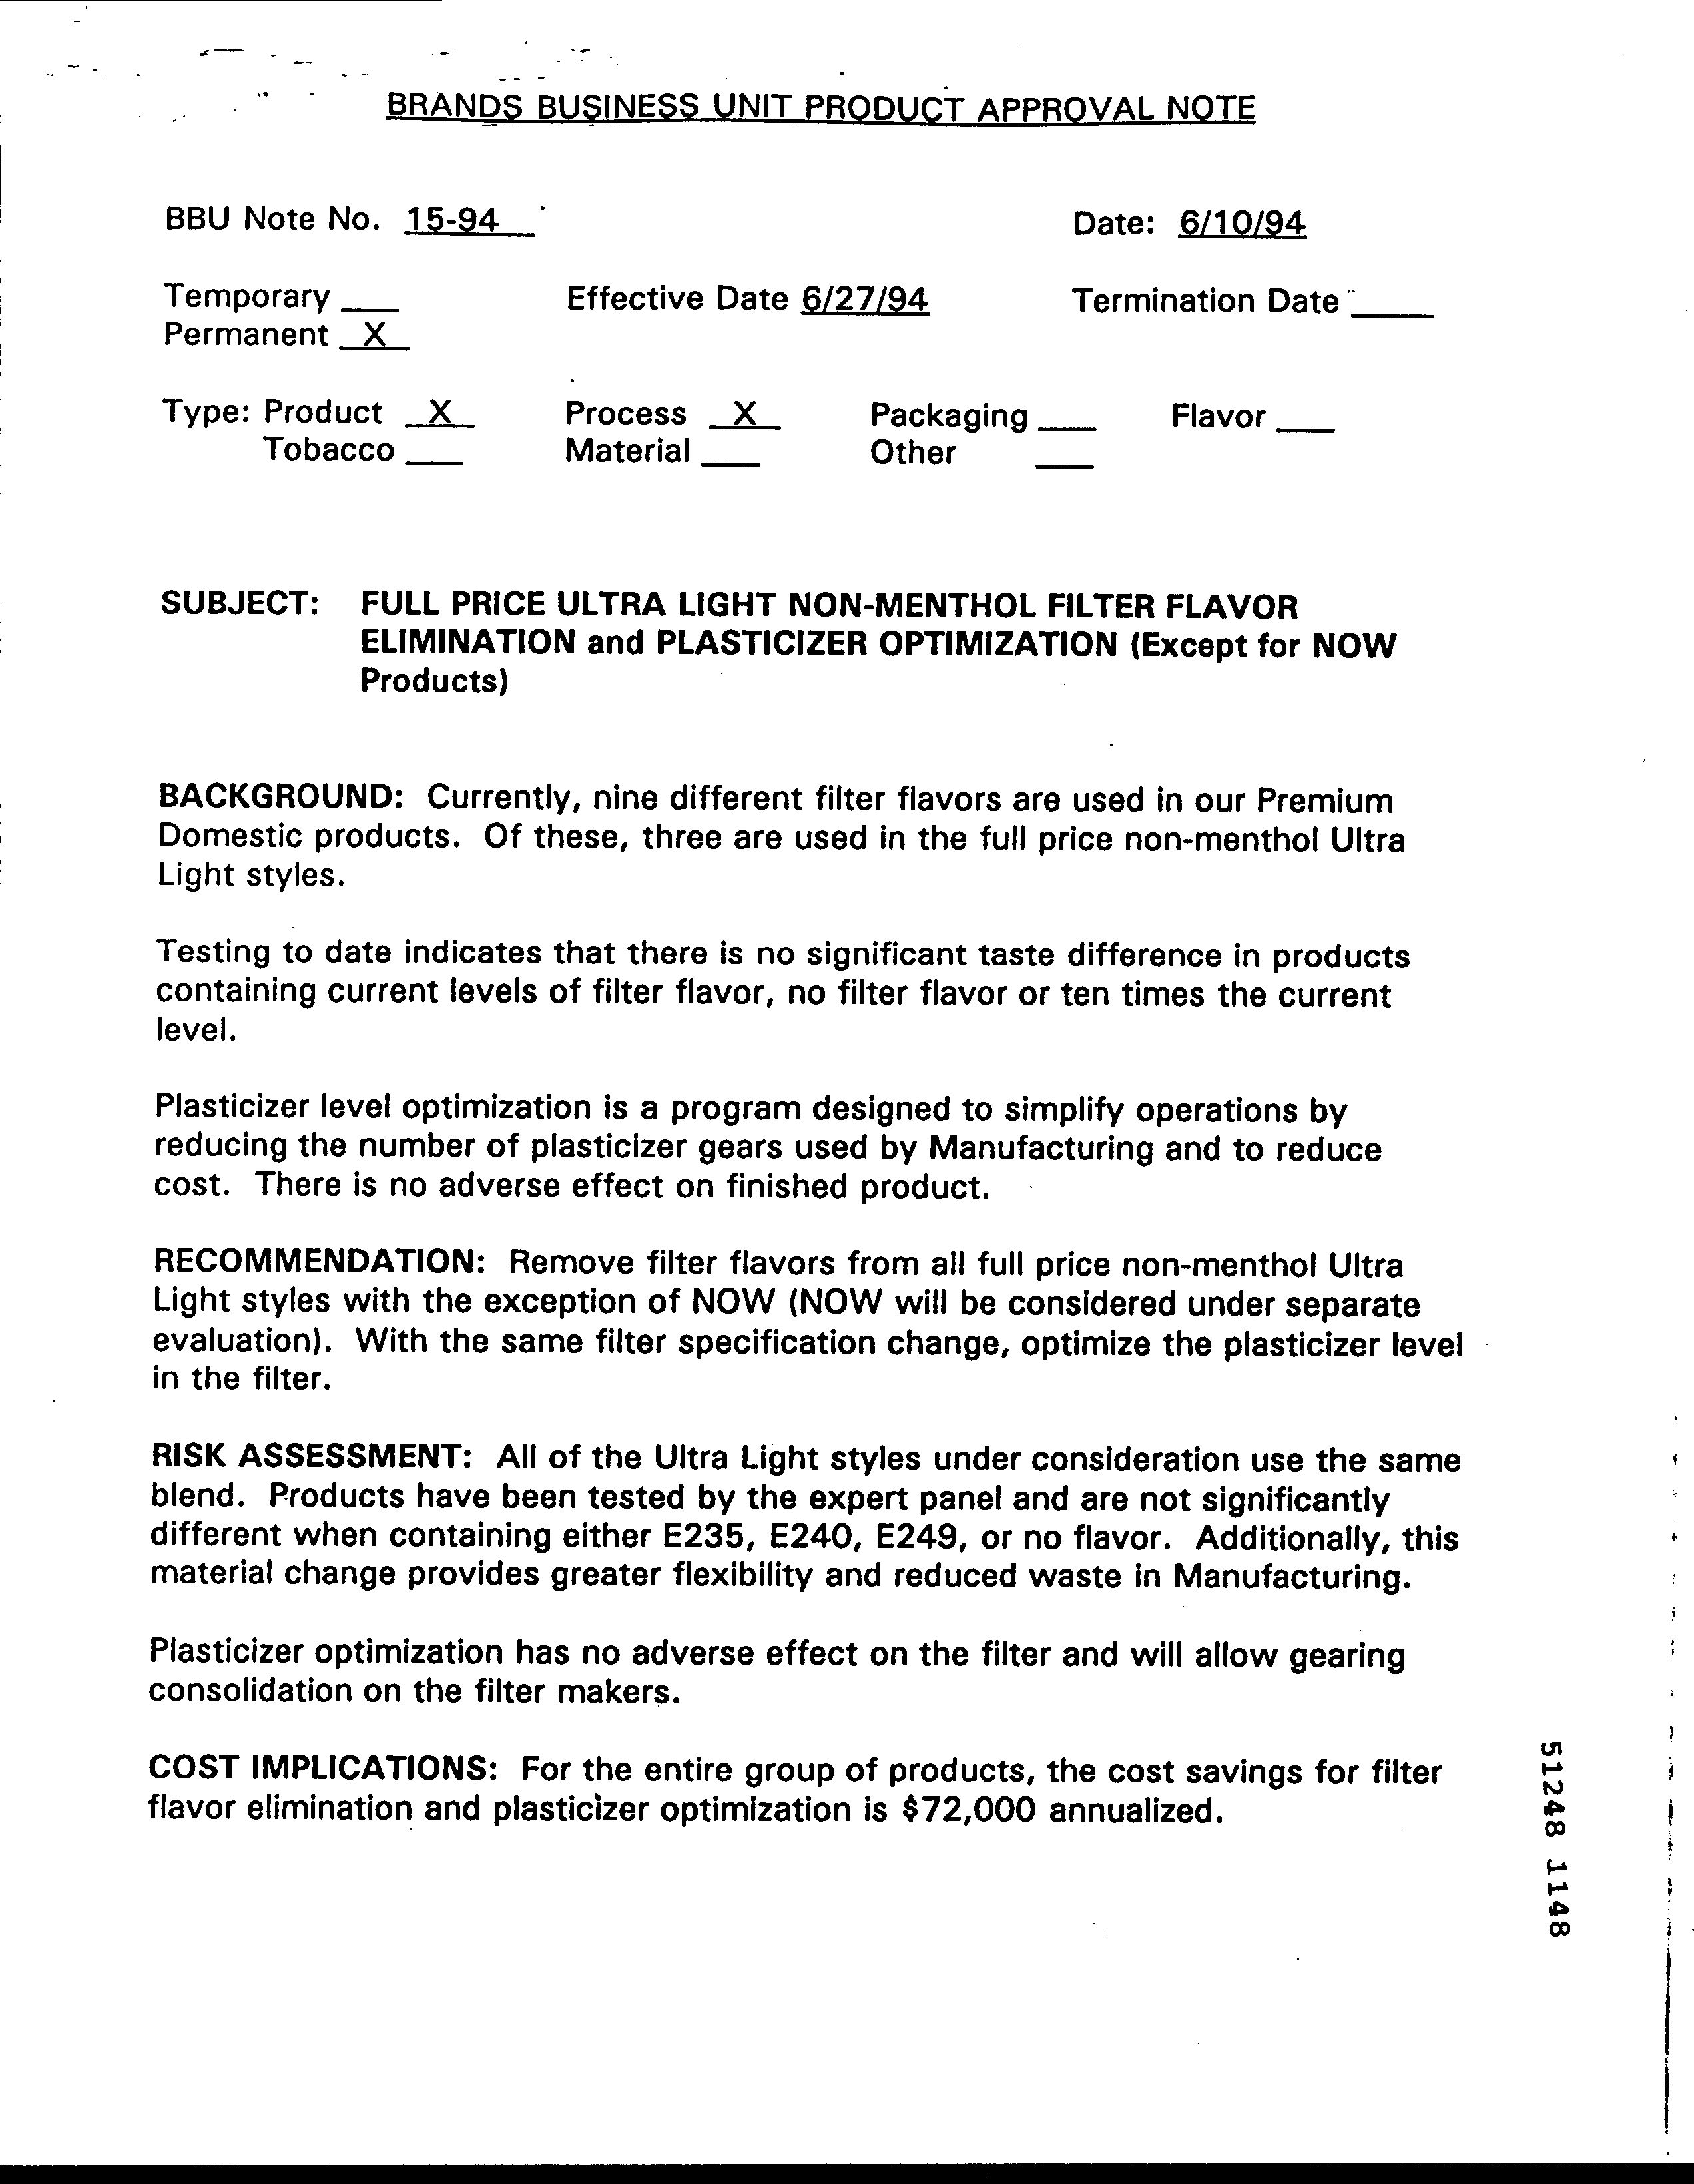 BRANDS BUSINESS UNIT PRODUCT APPROVAL NOTE
BBU Note No. 15-94 Date: 6/10/94
Temporary ___ Effective Date 6/27/94 Termination Date ____
Permanent _X_
Type: Product _X_ Process _X_ Packaging ___ Flavor ___
Tobacco ___ Material ___ Other ___
SUBJECT: FULL PRICE ULTRA LIGHT NON-MENTHOL FILTER FLAVOR
ELIMINATION and PLASTICIZER OPTIMIZATION (Except for NOW
Products)
BACKGROUND: Currently, nine different filter flavors are used in our Premium
Domestic products. Of these, three are used in the full price non-menthol Ultra
Light styles.
Testing to date indicates that there is no significant taste difference in products
containing current levels of filter flavor, no filter flavor or ten times the current
level.
Plasticizer level optimization is a program designed to simplify operations by
reducing the number of plasticizer gears used by Manufacturing and to reduce
cost. There is no adverse effect on finished product.
RECOMMENDATION: Remove filter flavors from all full price non-menthol Ultra
Light styles with the exception of NOW (NOW will be considered under separate
evaluation). With the same filter specification change, optimize the plasticizer level
in the filter.
RISK ASSESSMENT: All of the Ultra Light styles under consideration use the same
blend. Products have been tested by the expert panel and are not significantly
different when containing either E235, E240, E249, or no flavor. Additionally, this
material change provides greater flexibility and reduced waste in Manufacturing.
Plasticizer optimization has no adverse effect on the filter and will allow gearing
consolidation on the filter makers.
COST IMPLICATIONS: For the entire group of products, the cost savings for filter
flavor elimination and plasticizer optimization is $72,000 annualized.
51248 1148